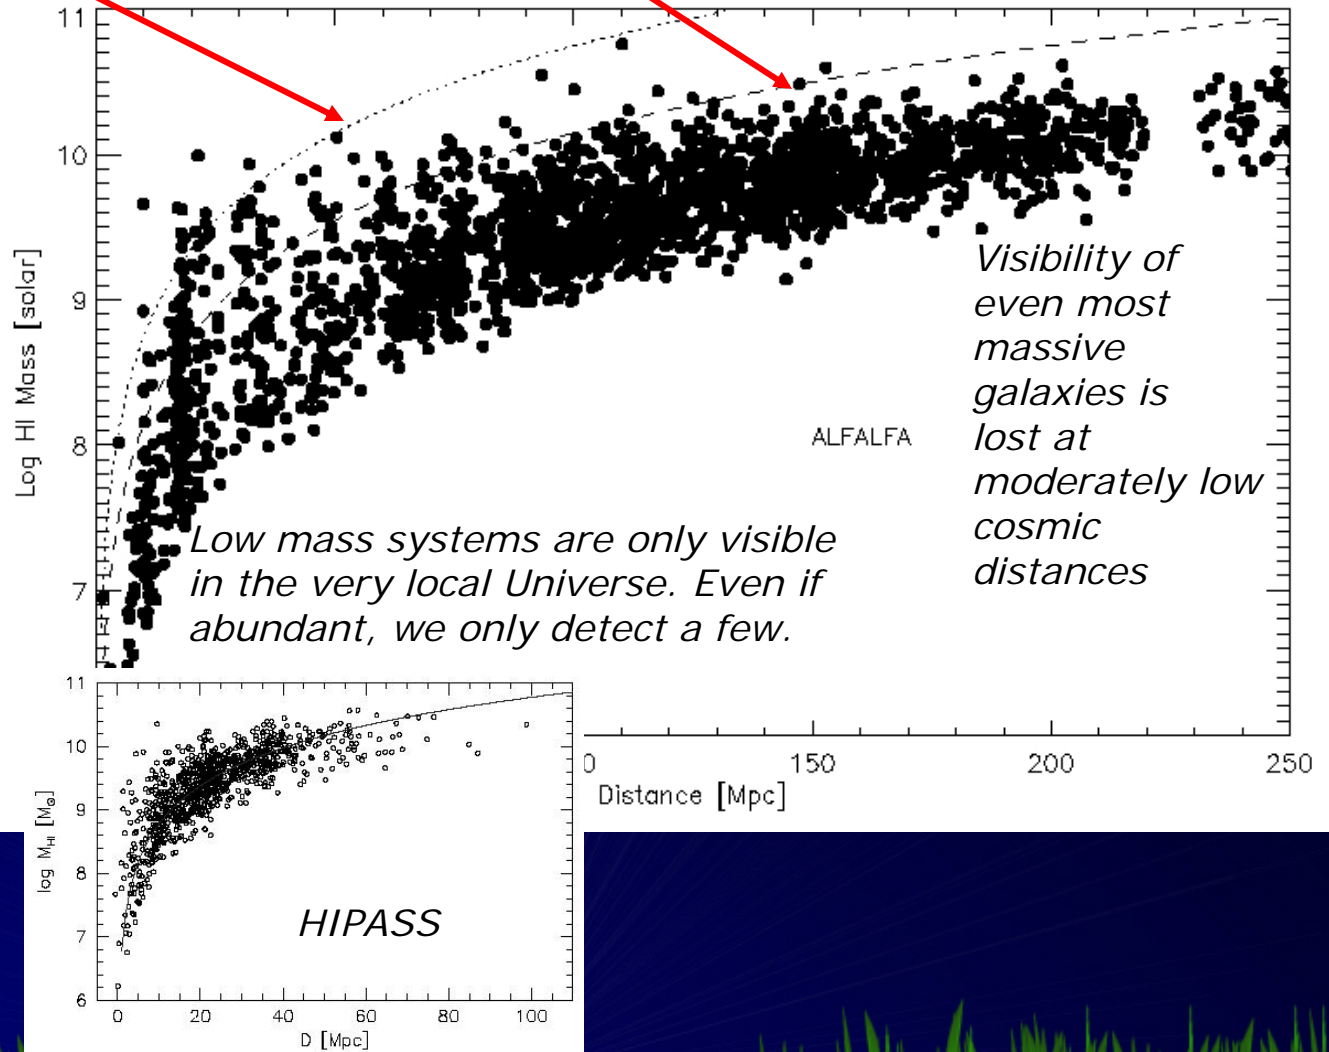 11
10
9
8
7
Log HI Mass [solar]
Visibility of
even most
massive
galaxies is
lost at
moderately low
cosmic
distances
ALFALFA
Low mass systems are only visible
in the very local Universe. Even if
abundant, we only detect a few.
0 150 200 250
Distance [Mpc]
11
10
9
8
7
6
log M_HI [M_⊙]
HIPASS
0 20 40 60 80 100
D [Mpc]